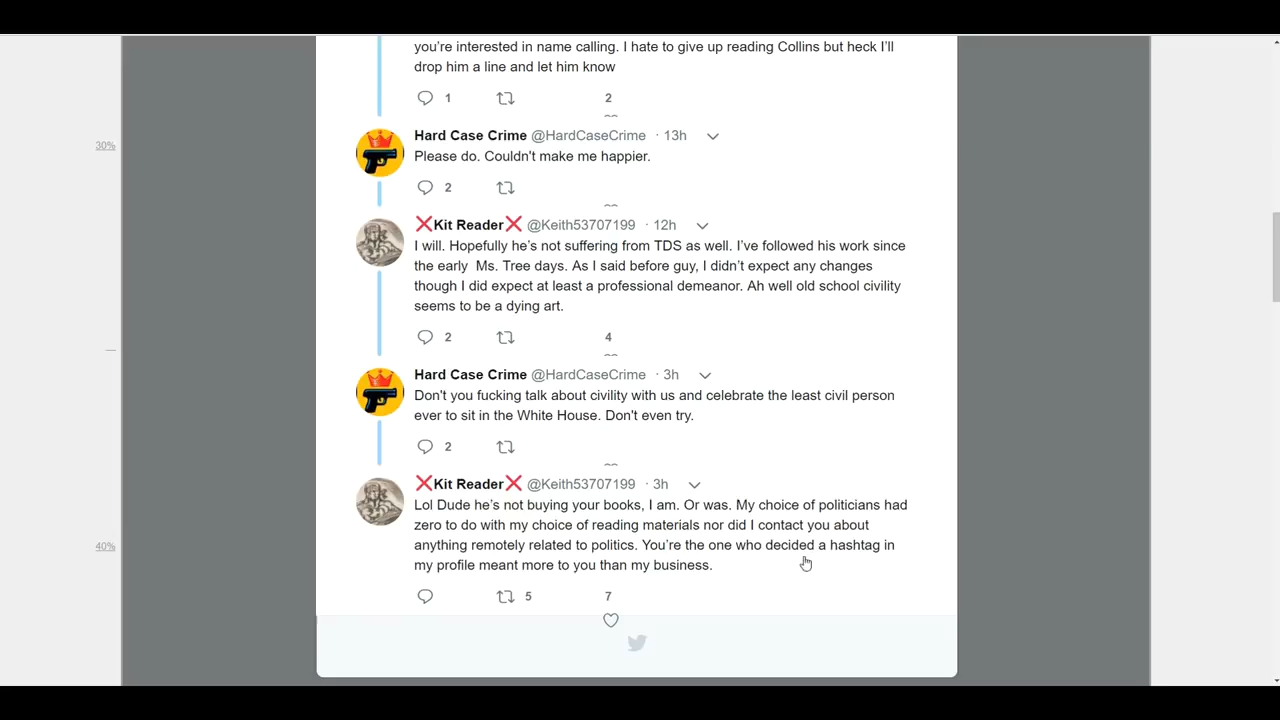 you're interested in name calling. I hate to give up reading Collins but heck I'll
drop him a line and let him know
1 2
Hard Case Crime @HardCaseCrime · 13h
30%
Please do. Couldn't make me happier.
2
❌Kit Reader❌ @Keith53707199 · 12h
I will. Hopefully he's not suffering from TDS as well. I've followed his work since
the early  Ms. Tree days. As I said before guy, I didn't expect any changes
though I did expect at least a professional demeanor. Ah well old school civility
seems to be a dying art.
2 4
Hard Case Crime @HardCaseCrime · 3h
Don't you fucking talk about civility with us and celebrate the least civil person
ever to sit in the White House. Don't even try.
2
❌Kit Reader❌ @Keith53707199 · 3h
Lol Dude he's not buying your books, I am. Or was. My choice of politicians had
zero to do with my choice of reading materials nor did I contact you about
anything remotely related to politics. You're the one who decided a hashtag in
40%
my profile meant more to you than my business.
5 7